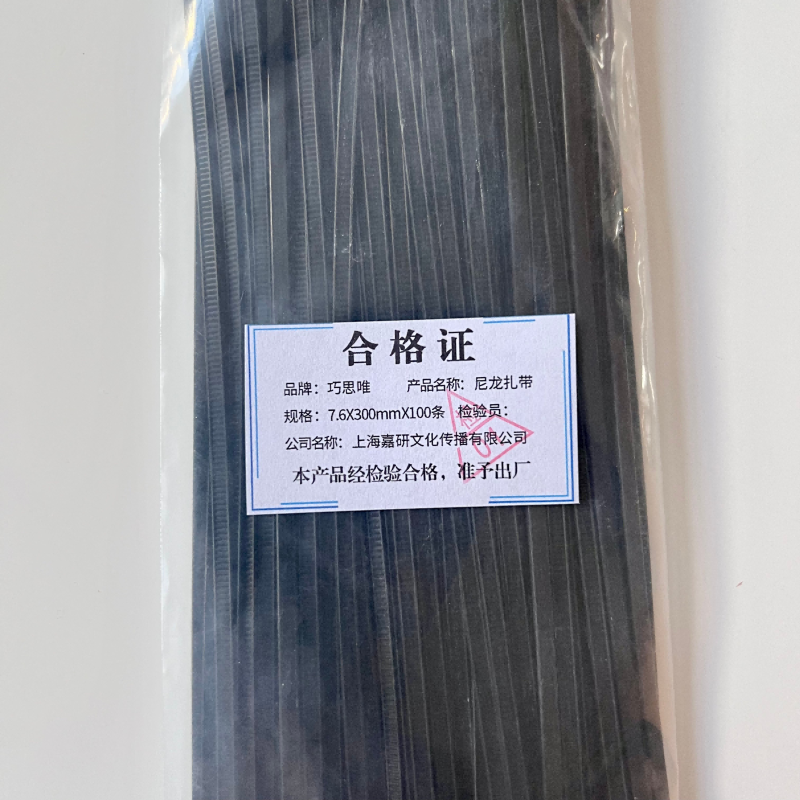 合格证
品牌：巧思唯 产品名称：尼龙扎带
规格：7.6X300mmX100条 检验员：
公司名称：上海嘉研文化传播有限公司
本产品经检验合格，准予出厂